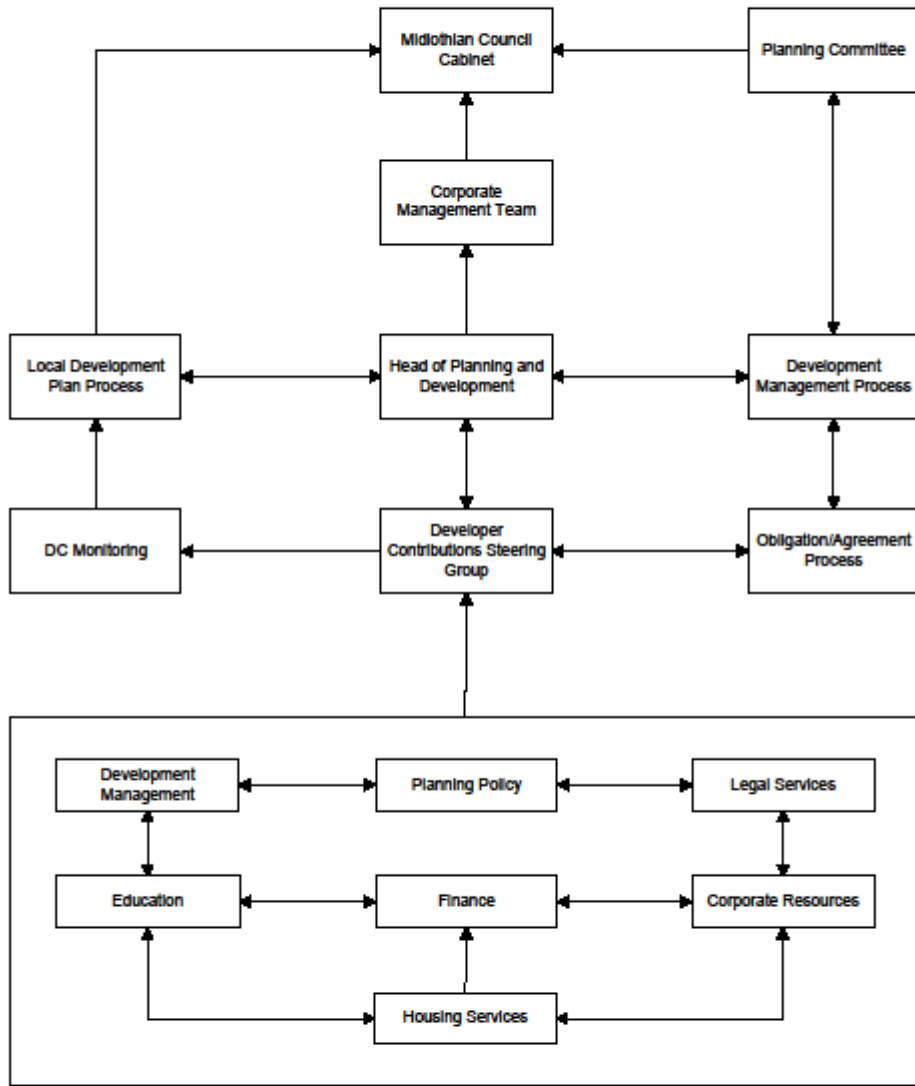 Midlothian Council
Cabinet
Planning Committee
Corporate
Management Team
Local Development
Plan Process
Head of Planning and
Development
Development
Management Process
DC Monitoring
Developer
Contributions Steering
Group
Obligation/Agreement
Process
Development
Management
Planning Policy
Legal Services
Education
Finance
Corporate Resources
Housing Services